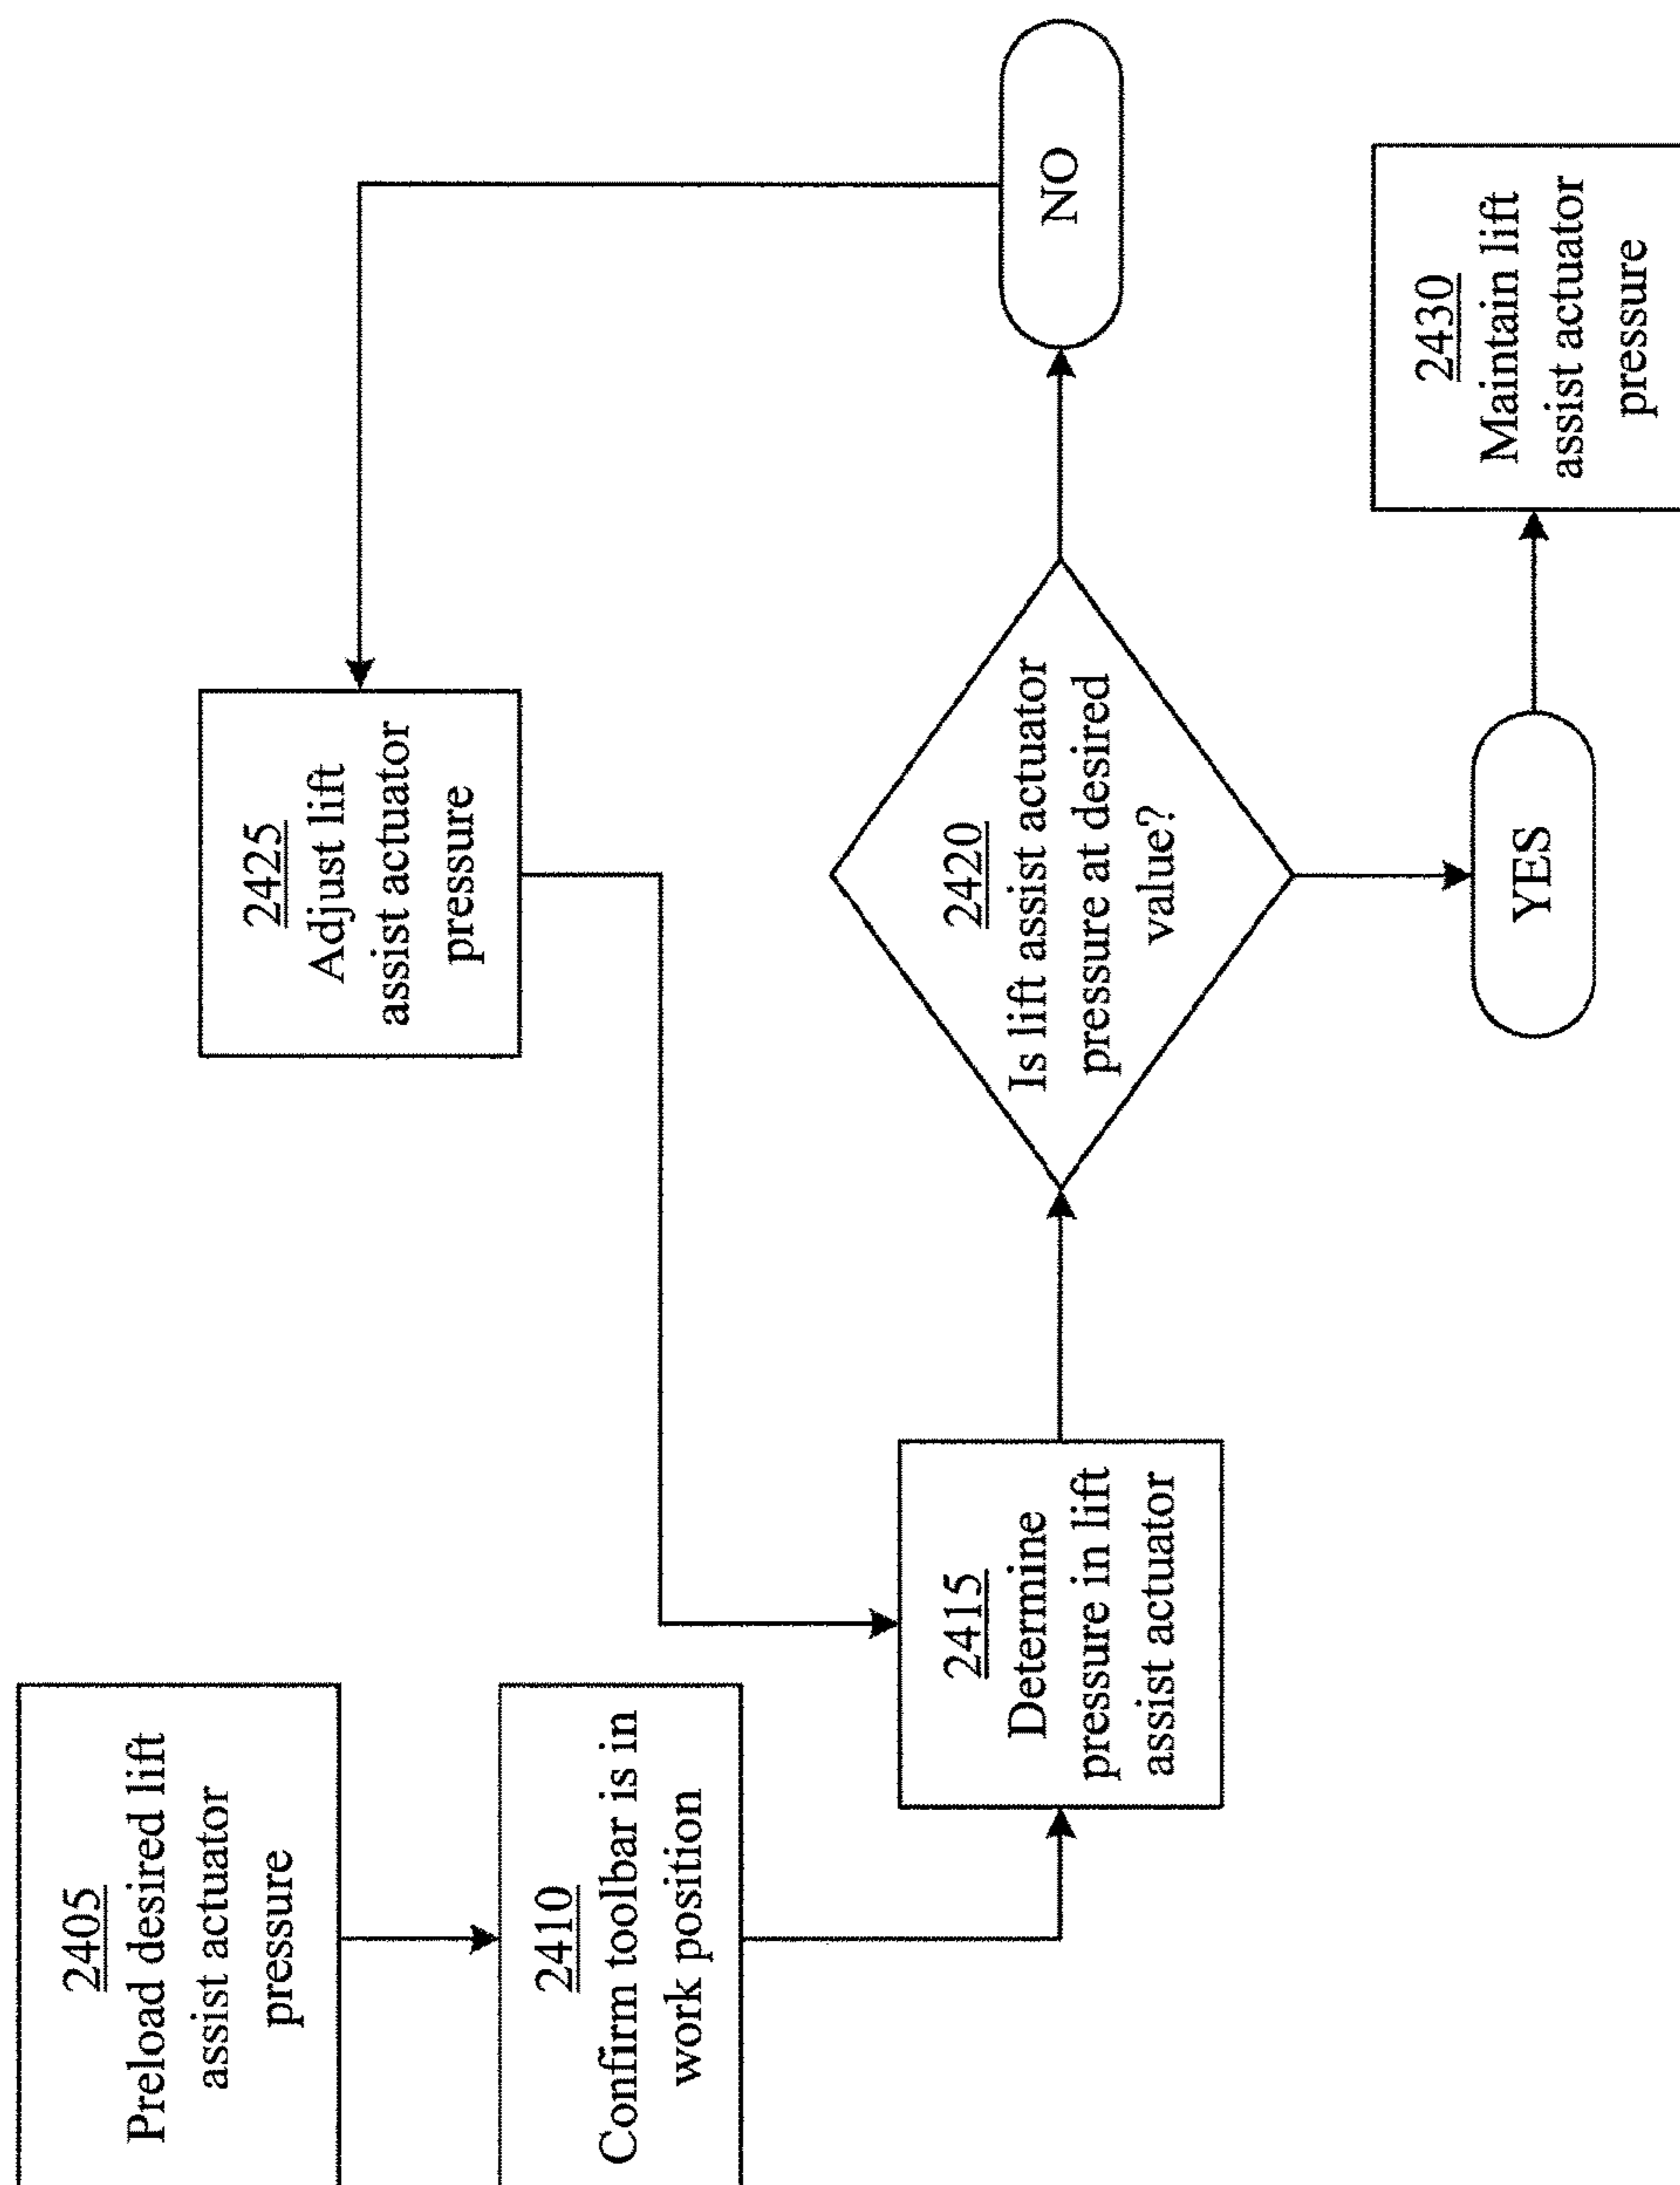 2405
Preload desired lift
assist actuator
pressure
2410
Confirm toolbar is in
work position
2415
Determine
pressure in lift
assist actuator
2420
Is lift assist actuator
pressure at desired
value?
NO
2425
Adjust lift
assist actuator
pressure
YES
2430
Maintain lift
assist actuator
pressure